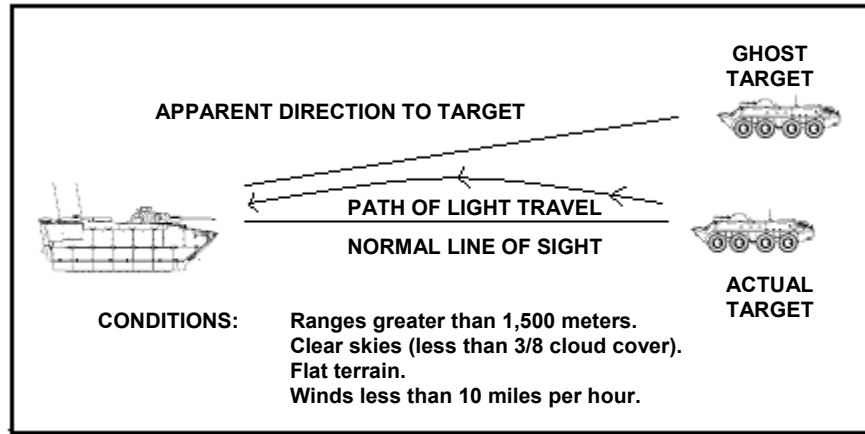 GHOST
TARGET
APPARENT DIRECTION TO TARGET
PATH OF LIGHT TRAVEL
NORMAL LINE OF SIGHT
ACTUAL
TARGET
CONDITIONS: Ranges greater than 1,500 meters.
Clear skies (less than 3/8 cloud cover).
Flat terrain.
Winds less than 10 miles per hour.